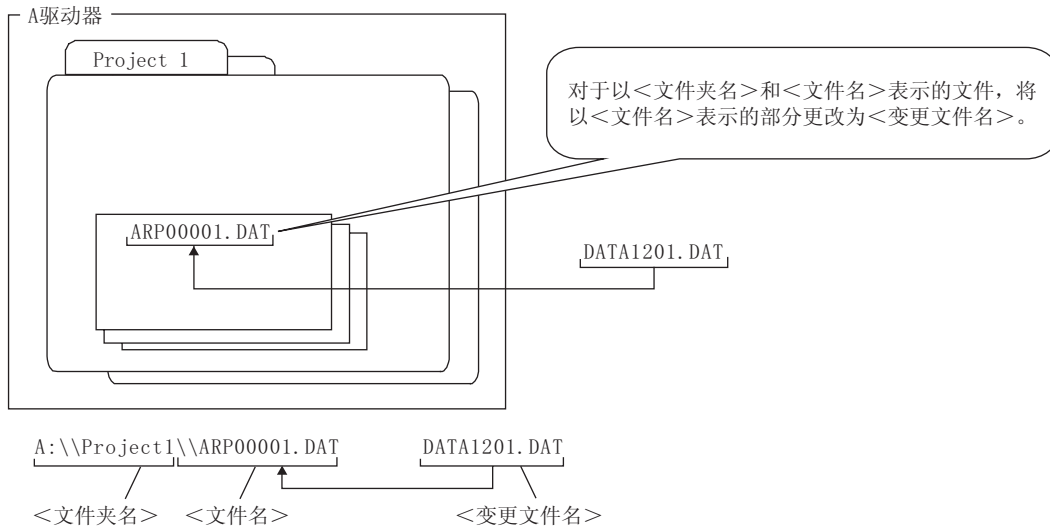 A驱动器
Project 1
对于以＜文件夹名＞和＜文件名＞表示的文件，将
以＜文件名＞表示的部分更改为＜变更文件名＞。
ARP00001.DAT
DATA1201.DAT
A:\\Project1\\ARP00001.DAT
DATA1201.DAT
＜文件夹名＞
＜文件名＞
＜变更文件名＞